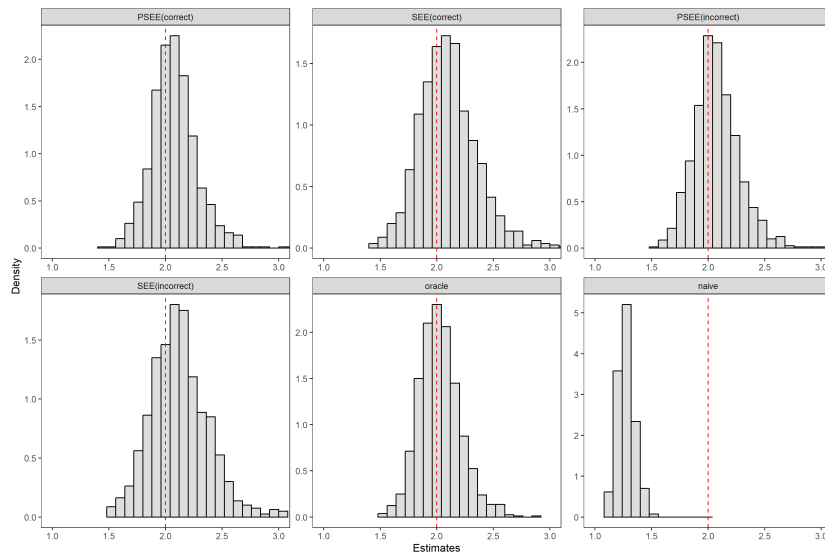 PSEE(correct) SEE(correct) PSEE(incorrect)
2.0 1.5 2.0
1.5 1.5
1.0 1.0
1.0
0.5 0.5 0.5
0.0 0.0 0.0
1.0 1.5 2.0 2.5 3.0 1.0 1.5 2.0 2.5 3.0 1.0 1.5 2.0 2.5 3.0
Density
SEE(incorrect) oracle naive
1.5 2.0 5
4
1.0 1.5 3
1.0 2
0.5 0.5 1
0.0 0.0 0
1.0 1.5 2.0 2.5 3.0 1.0 1.5 2.0 2.5 3.0 1.0 1.5 2.0 2.5 3.0
Estimates